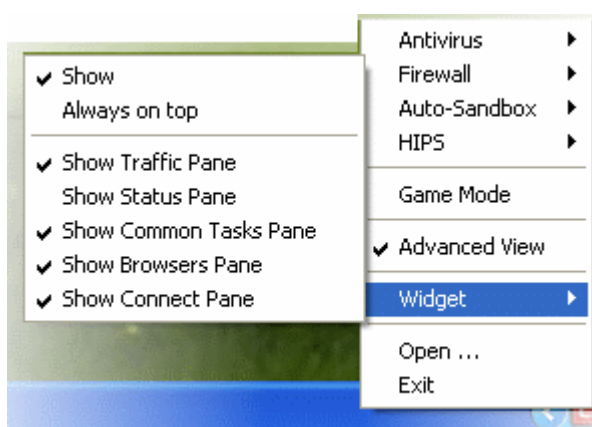 Antivirus
Firewall
Auto-Sandbox
HIPS
Game Mode
Advanced View
Widget
Open ...
Exit
Show
Always on top
Show Traffic Pane
Show Status Pane
Show Common Tasks Pane
Show Browsers Pane
Show Connect Pane